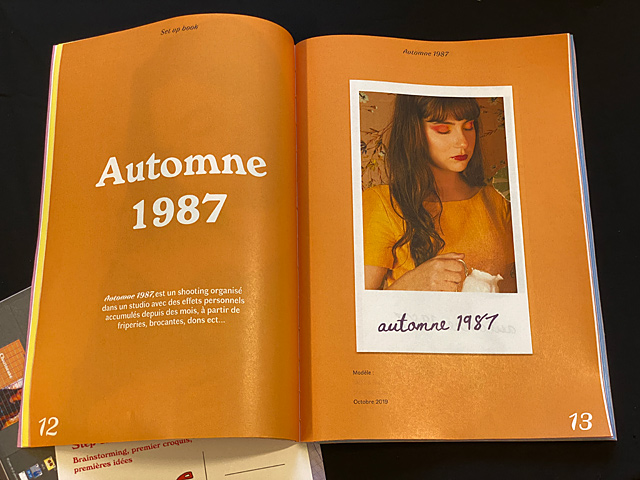 Set up book
Automne
1987
Automne 1987, est un shooting organisé
dans un studio avec des effets personnels
accumulés depuis des mois, à partir de
friperies, brocantes, dons ect...
12
Automne 1987
automne 1987
Modèle :
Octobre 2019
13
Brainstorming, premier croquis,
premières idées